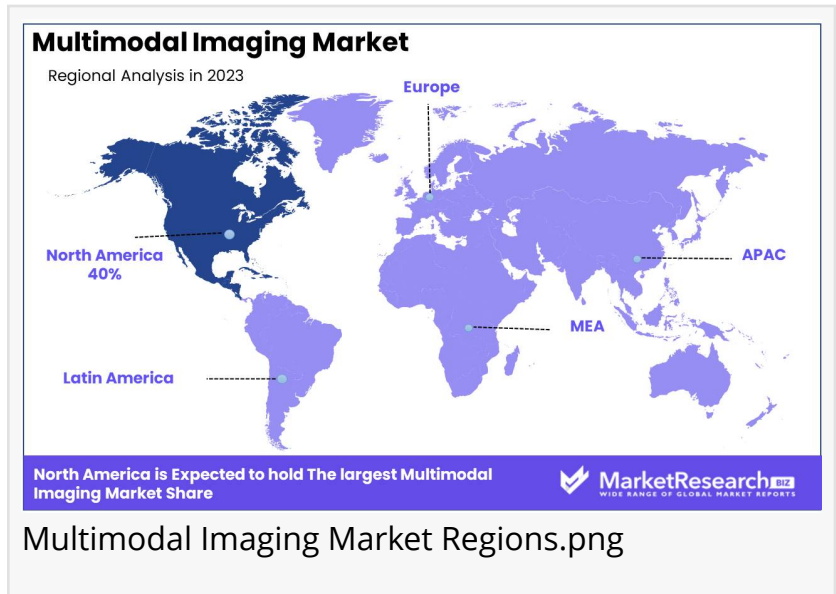 Multimodal Imaging Market
Regional Analysis in 2023
Europe
North America
40%
APAC
MEA
Latin America
North America is Expected to hold The largest Multimodal
Imaging Market Share
MarketResearch BIZ
WIDE RANGE OF GLOBAL MARKET REPORTS
Multimodal Imaging Market Regions.png